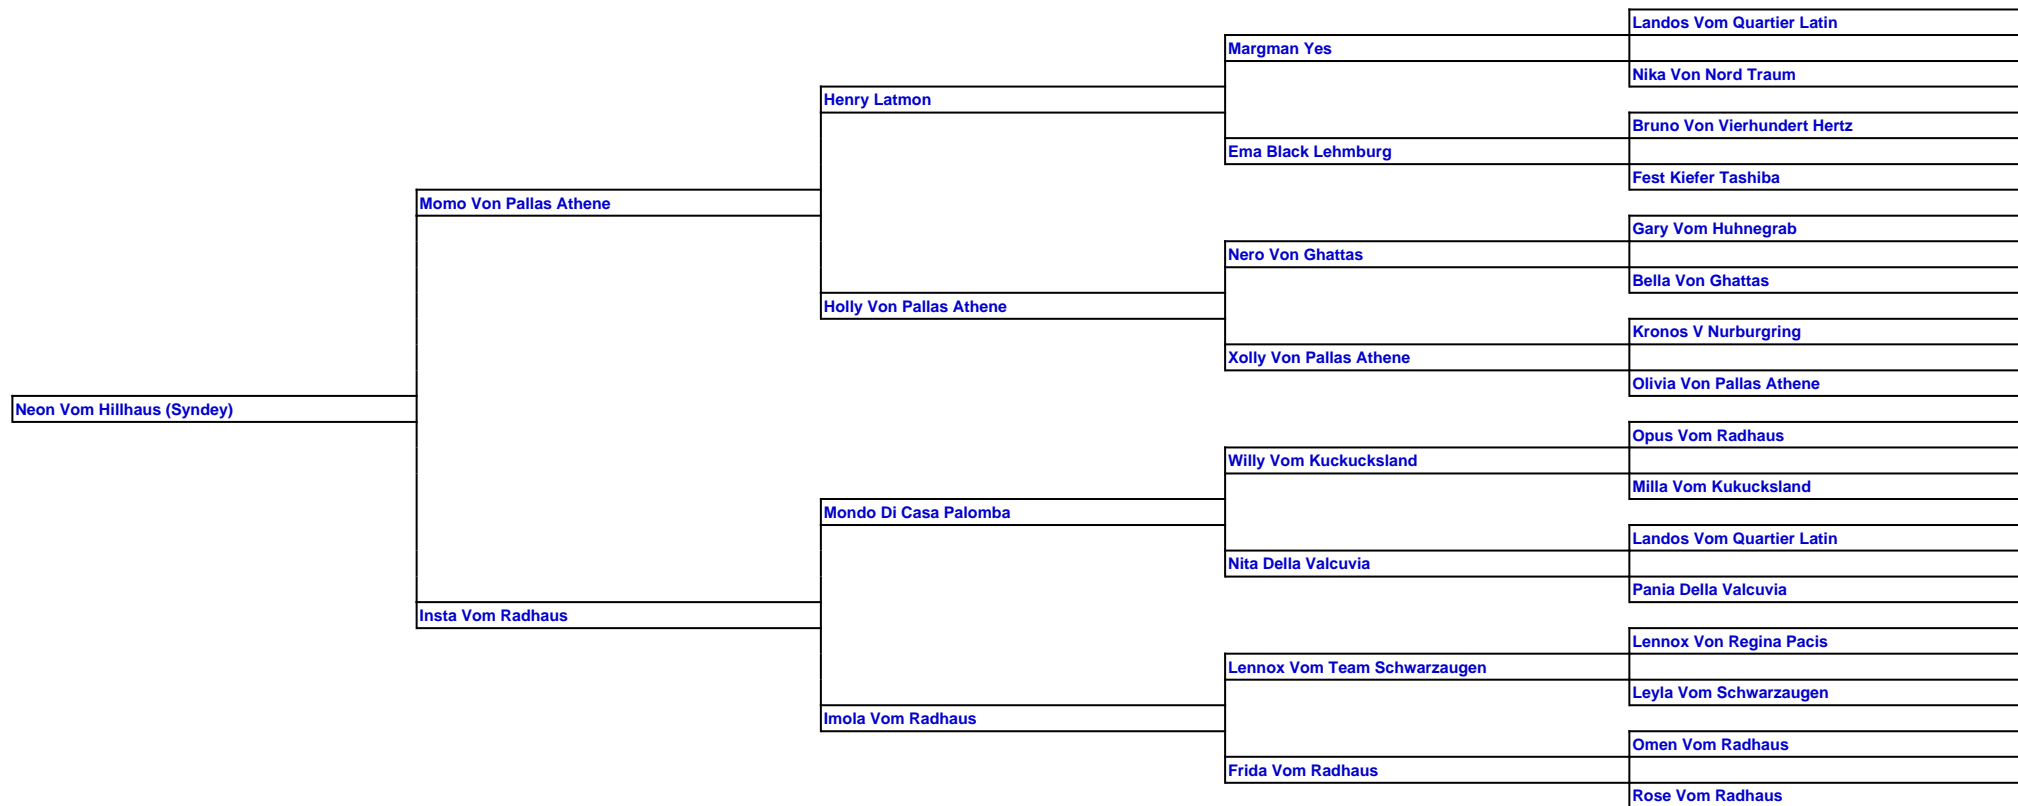 Landos Vom Quartier Latin
Margman Yes
Nika Von Nord Traum
Henry Latmon
Bruno Von Vierhundert Hertz
Ema Black Lehmburg
Fest Kiefer Tashiba
Momo Von Pallas Athene
Gary Vom Huhnegrab
Nero Von Ghattas
Bella Von Ghattas
Holly Von Pallas Athene
Kronos V Nurburgring
Xolly Von Pallas Athene
Olivia Von Pallas Athene
Neon Vom Hillhaus (Syndey)
Opus Vom Radhaus
Willy Vom Kuckucksland
Milla Vom Kukucksland
Mondo Di Casa Palomba
Landos Vom Quartier Latin
Nita Della Valcuvia
Pania Della Valcuvia
Insta Vom Radhaus
Lennox Von Regina Pacis
Lennox Vom Team Schwarzaugen
Leyla Vom Schwarzaugen
Imola Vom Radhaus
Omen Vom Radhaus
Frida Vom Radhaus
Rose Vom Radhaus